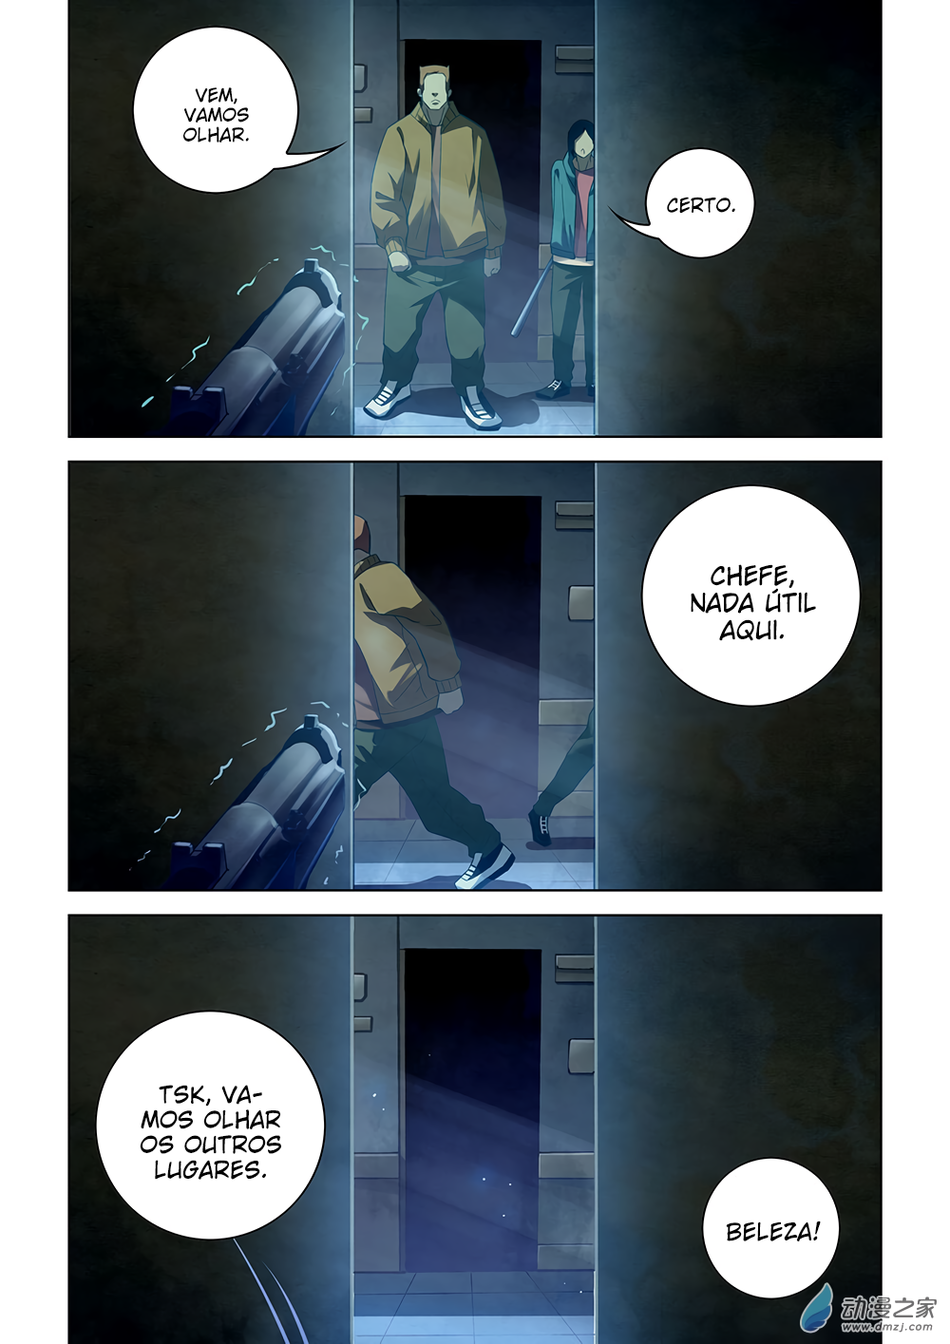 VEM,
VAMOS
OLHAR.
CERTO.
CHEFE,
NADA ÚTIL
AQUI.
TSK, VA-
MOS OLHAR
OS OUTROS
LUGARES.
BELEZA!
动漫之家
www.dmzj.com